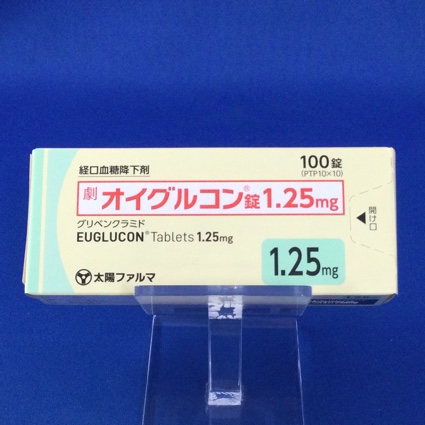 経口血糖降下剤
100錠
(PTP10×10)
劇 オイグルコン®錠1.25mg
グリベンクラミド
EUGLUCON® Tablets 1.25mg
開け口
1.25mg
太陽ファルマ